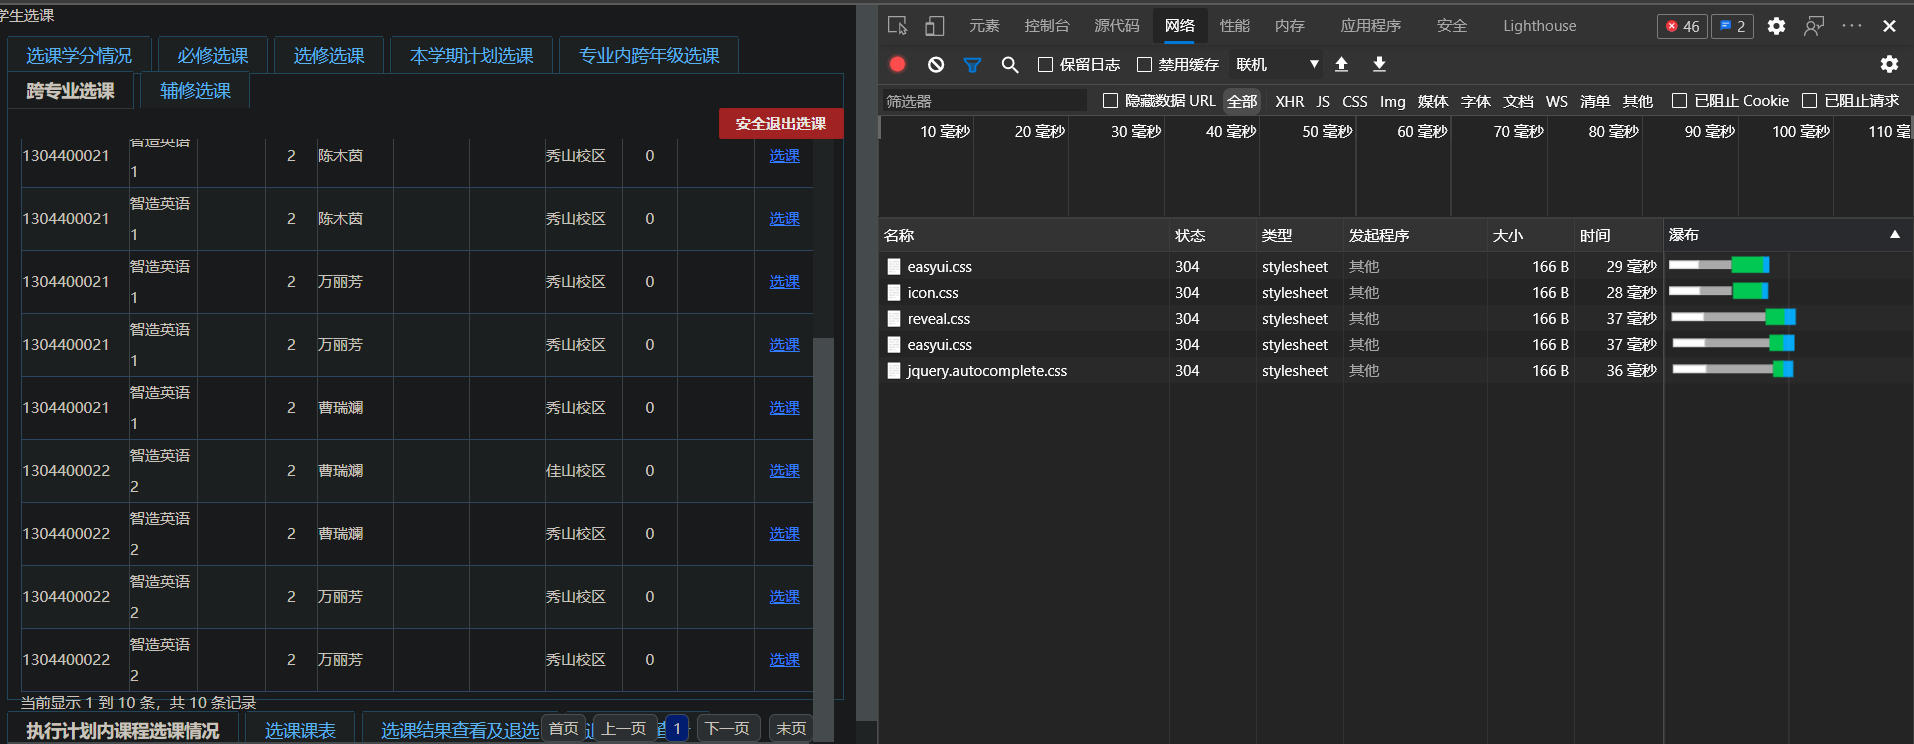 学生选课
选课学分情况 必修选课 选修选课 本学期计划选课 专业内跨年级选课
跨专业选课 辅修选课
安全退出选课
1304400021 智造英语1 2 陈木茵 秀山校区 0 选课
1304400021 智造英语1 2 陈木茵 秀山校区 0 选课
1304400021 智造英语1 2 万丽芳 秀山校区 0 选课
1304400021 智造英语1 2 万丽芳 秀山校区 0 选课
1304400021 智造英语1 2 曹瑞斓 秀山校区 0 选课
1304400022 智造英语2 2 曹瑞斓 佳山校区 0 选课
1304400022 智造英语2 2 曹瑞斓 秀山校区 0 选课
1304400022 智造英语2 2 万丽芳 秀山校区 0 选课
1304400022 智造英语2 2 万丽芳 秀山校区 0 选课
当前显示 1 到 10 条，共 10 条记录
执行计划内课程选课情况 选课课表 选课结果查看及退选 首页 上一页 1 下一页 末页
元素 控制台 源代码 网络 性能 内存 应用程序 安全 Lighthouse 46 2
保留日志 禁用缓存 联机
筛选器 隐藏数据 URL 全部 XHR JS CSS Img 媒体 字体 文档 WS 清单 其他 已阻止 Cookie 已阻止请求
10 毫秒 20 毫秒 30 毫秒 40 毫秒 50 毫秒 60 毫秒 70 毫秒 80 毫秒 90 毫秒 100 毫秒 110 毫
名称 状态 类型 发起程序 大小 时间 瀑布
easyui.css 304 stylesheet 其他 166 B 29 毫秒
icon.css 304 stylesheet 其他 166 B 28 毫秒
reveal.css 304 stylesheet 其他 166 B 37 毫秒
easyui.css 304 stylesheet 其他 166 B 37 毫秒
jquery.autocomplete.css 304 stylesheet 其他 166 B 36 毫秒